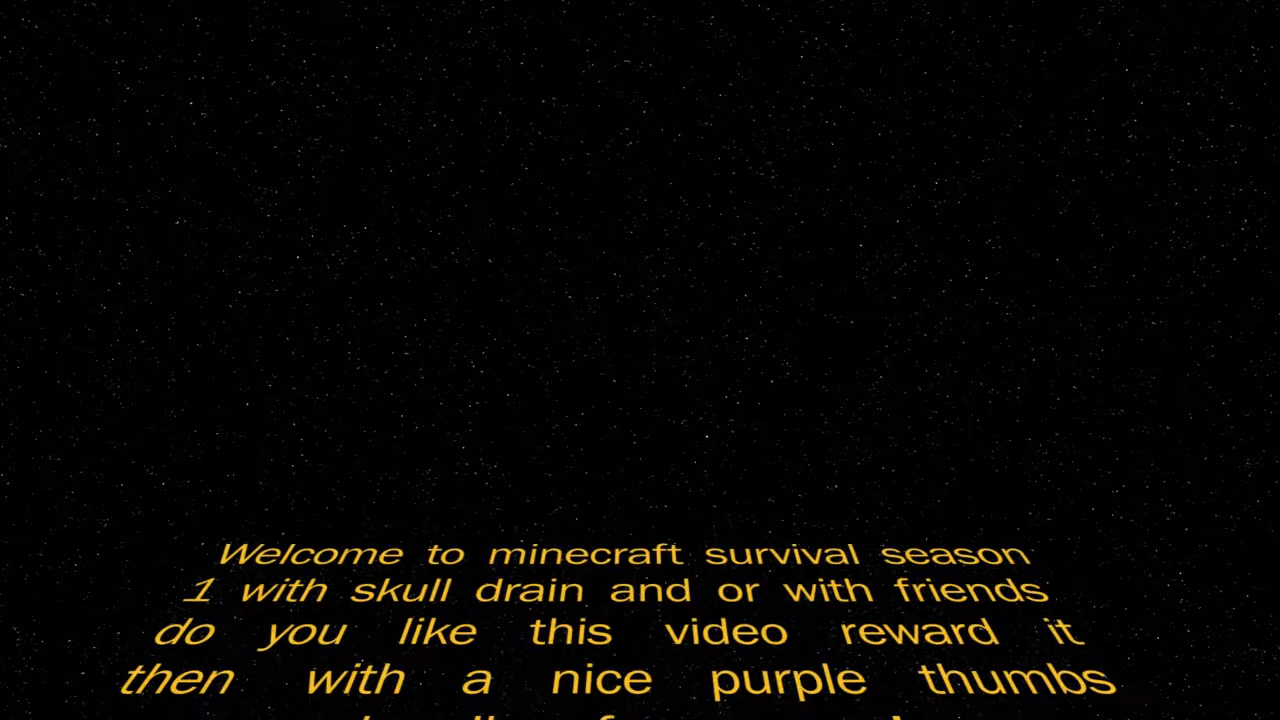 Welcome to minecraft survival season
1 with skull drain and or with friends
do you like this video reward it
then with a nice purple thumbs